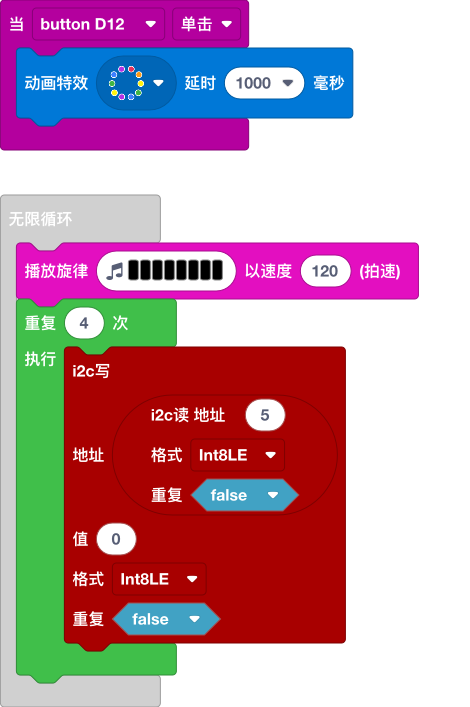 当 button D12 单击
动画特效 延时 1000 毫秒
无限循环
播放旋律 以速度 120 (拍速)
重复 4 次
执行
i2c写
i2c读 地址 5
地址 格式 Int8LE
重复 false
值 0
格式 Int8LE
重复 false